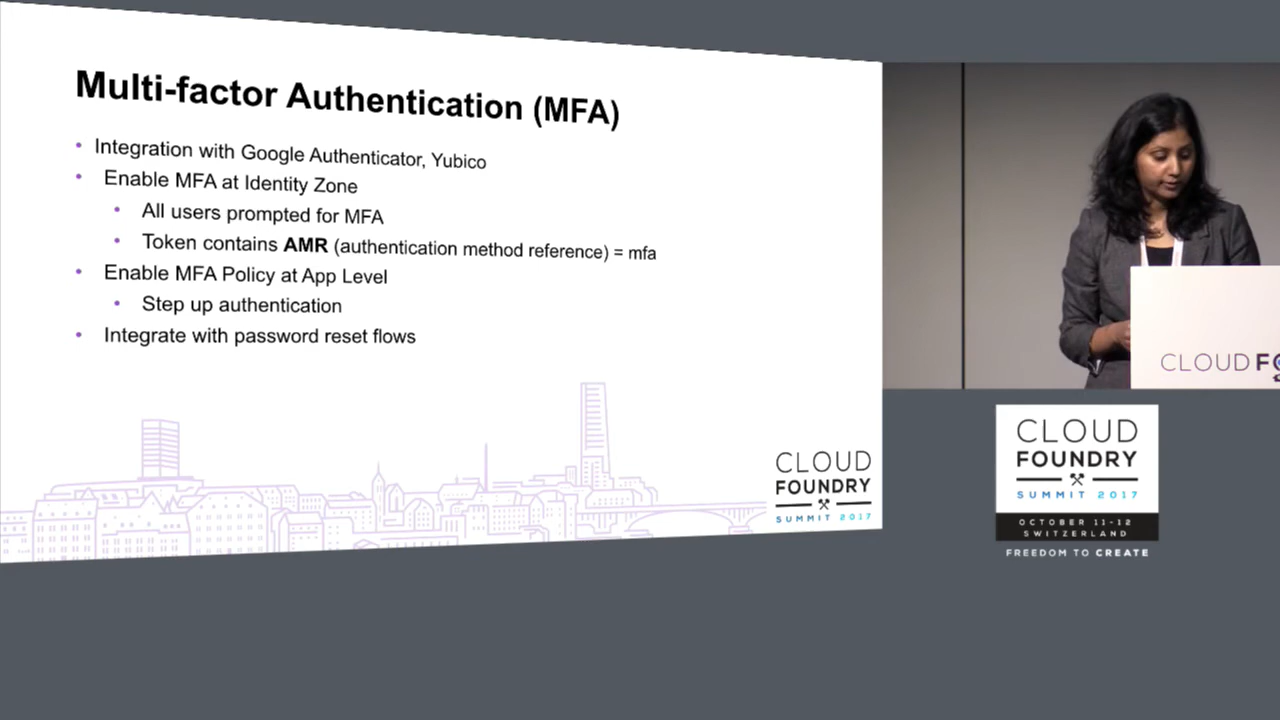 Multi-factor Authentication (MFA)
• Integration with Google Authenticator, Yubico
• Enable MFA at Identity Zone
• All users prompted for MFA
• Token contains AMR (authentication method reference) = mfa
• Enable MFA Policy at App Level
• Step up authentication
• Integrate with password reset flows
CLOUD
FOUNDRY
SUMMIT 2017
CLOUD FO
CLOUD
FOUNDRY
SUMMIT 2017
OCTOBER 11-12
SWITZERLAND
FREEDOM TO CREATE